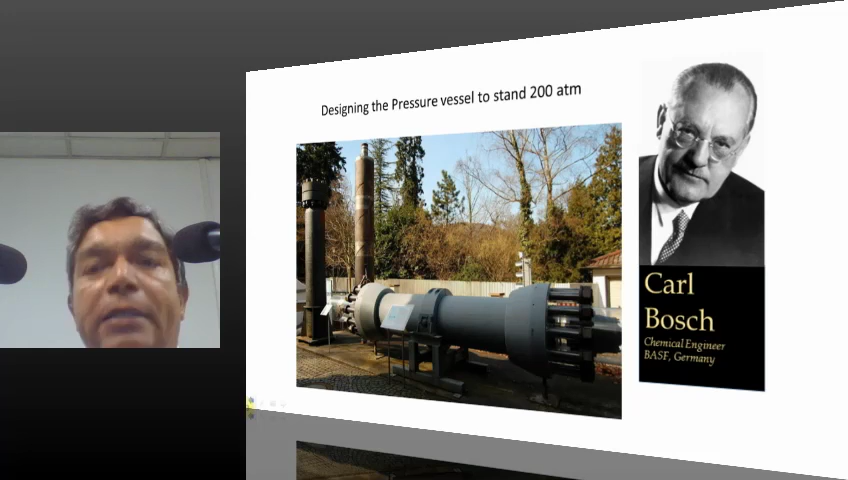 Designing the Pressure vessel to stand 200 atm
Carl
Bosch
Chemical Engineer
BASF, Germany